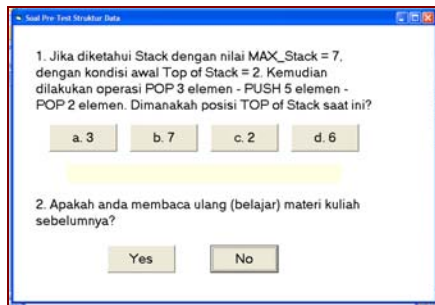 Soal Pre-Test Struktur Data
1. Jika diketahui Stack dengan nilai MAX_Stack = 7,
dengan kondisi awal Top of Stack = 2. Kemudian
dilakukan operasi POP 3 elemen - PUSH 5 elemen -
POP 2 elemen. Dimanakah posisi TOP of Stack saat ini?
a. 3 b. 7 c. 2 d. 6
2. Apakah anda membaca ulang (belajar) materi kuliah
sebelumnya?
Yes No